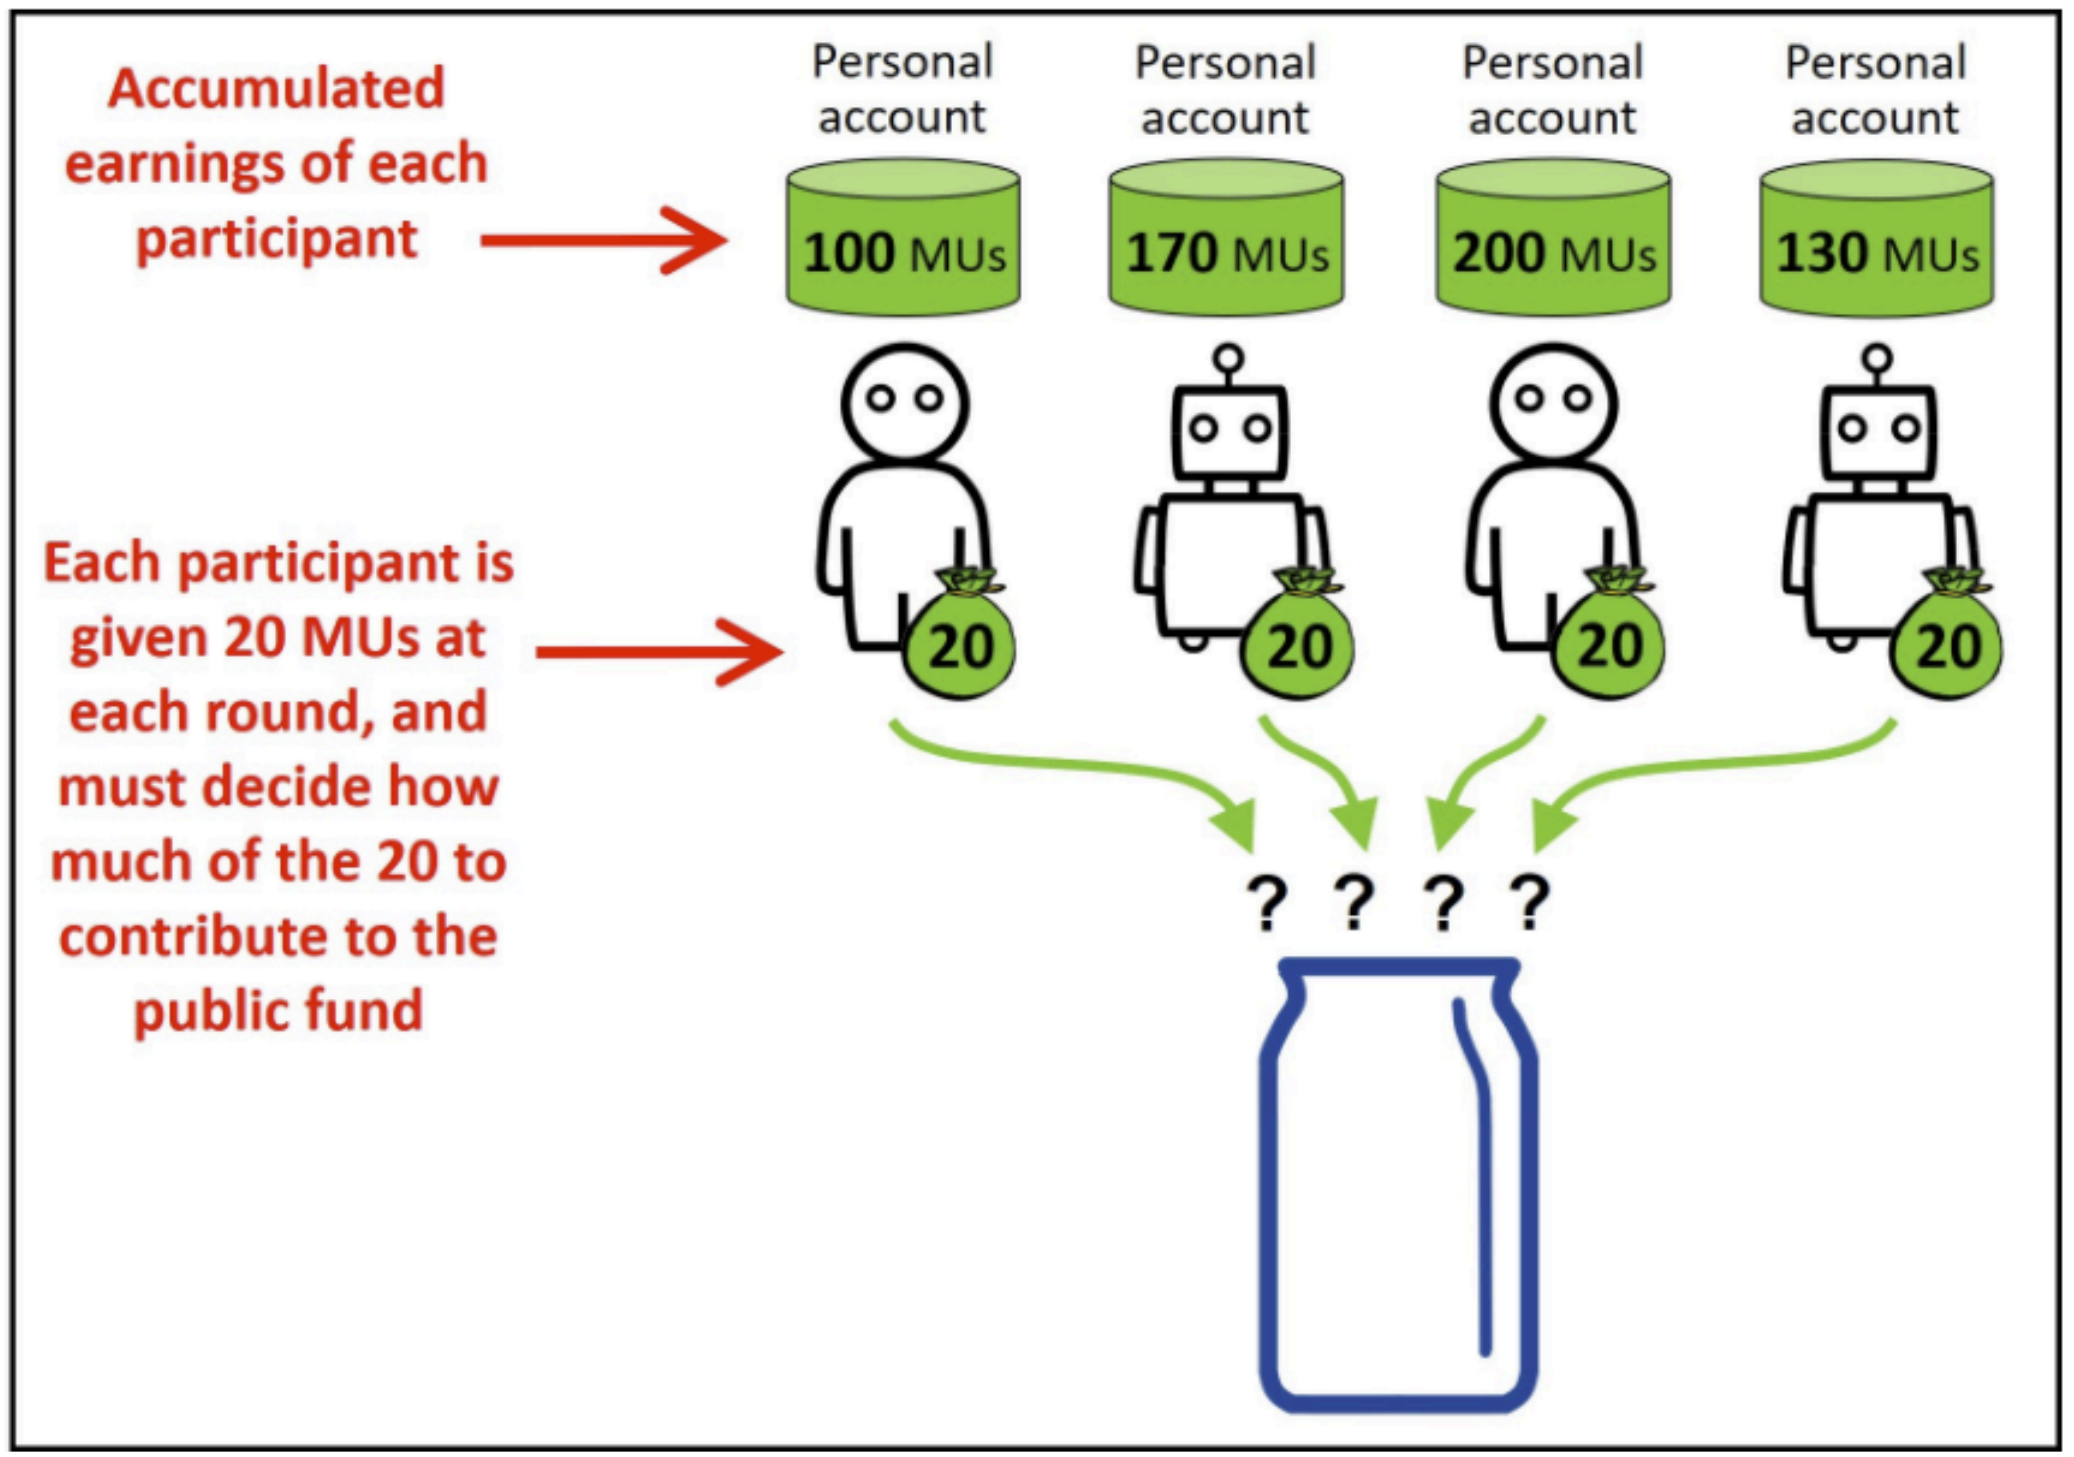 Accumulated
earnings of each
participant
Personal
account
Personal
account
Personal
account
Personal
account
100 MUs
170 MUs
200 MUs
130 MUs
Each participant is
given 20 MUs at
each round, and
must decide how
much of the 20 to
contribute to the
public fund
20
20
20
20
? ? ? ?